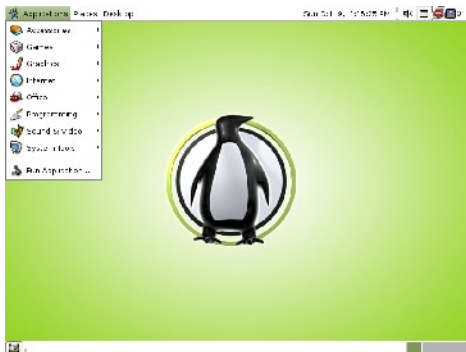 Applications Places Desktop
Accessories
Games
Graphics
Internet
Office
Programming
Sound & Video
System Tools
Run Application...